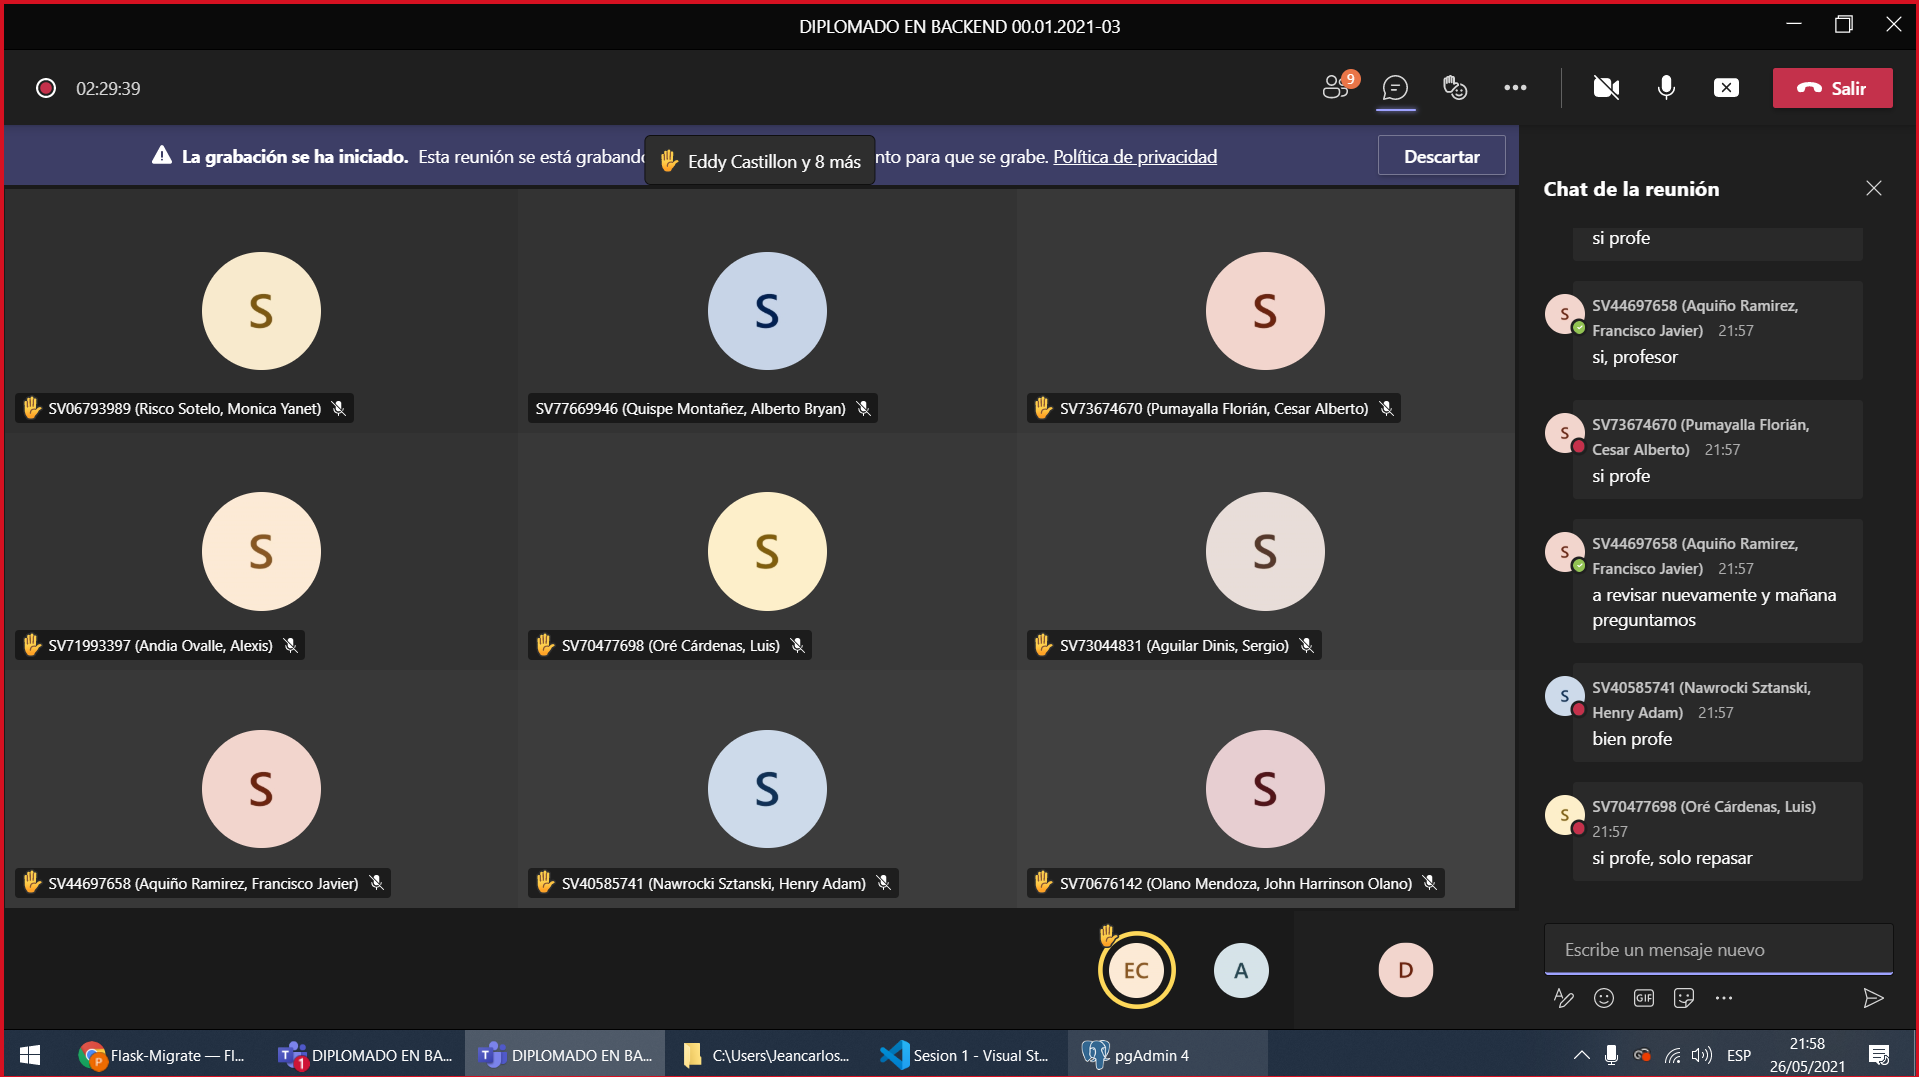 DIPLOMADO EN BACKEND 00.01.2021-03
02:29:39
9
Salir
La grabación se ha iniciado. Esta reunión se está grabando
Eddy Castillon y 8 más
nto para que se grabe. Política de privacidad
Descartar
S
S
S
SV06793989 (Risco Sotelo, Monica Yanet)
SV77669946 (Quispe Montañez, Alberto Bryan)
SV73674670 (Pumayalla Florián, Cesar Alberto)
S
S
S
SV71993397 (Andia Ovalle, Alexis)
SV70477698 (Oré Cárdenas, Luis)
SV73044831 (Aguilar Dinis, Sergio)
S
S
S
SV44697658 (Aquiño Ramirez, Francisco Javier)
SV40585741 (Nawrocki Sztanski, Henry Adam)
SV70676142 (Olano Mendoza, John Harrinson Olano)
EC
A
D
Chat de la reunión
si profe
S
SV44697658 (Aquiño Ramirez,
Francisco Javier) 21:57
si, profesor
S
SV73674670 (Pumayalla Florián,
Cesar Alberto) 21:57
si profe
S
SV44697658 (Aquiño Ramirez,
Francisco Javier) 21:57
a revisar nuevamente y mañana
preguntamos
S
SV40585741 (Nawrocki Sztanski,
Henry Adam) 21:57
bien profe
S
SV70477698 (Oré Cárdenas, Luis)
21:57
si profe, solo repasar
Escribe un mensaje nuevo
GIF
P
Flask-Migrate — Fl...
1
DIPLOMADO EN BA...
DIPLOMADO EN BA...
C:\Users\Jeancarlos...
Sesion 1 - Visual St...
pgAdmin 4
ESP
21:58
26/05/2021